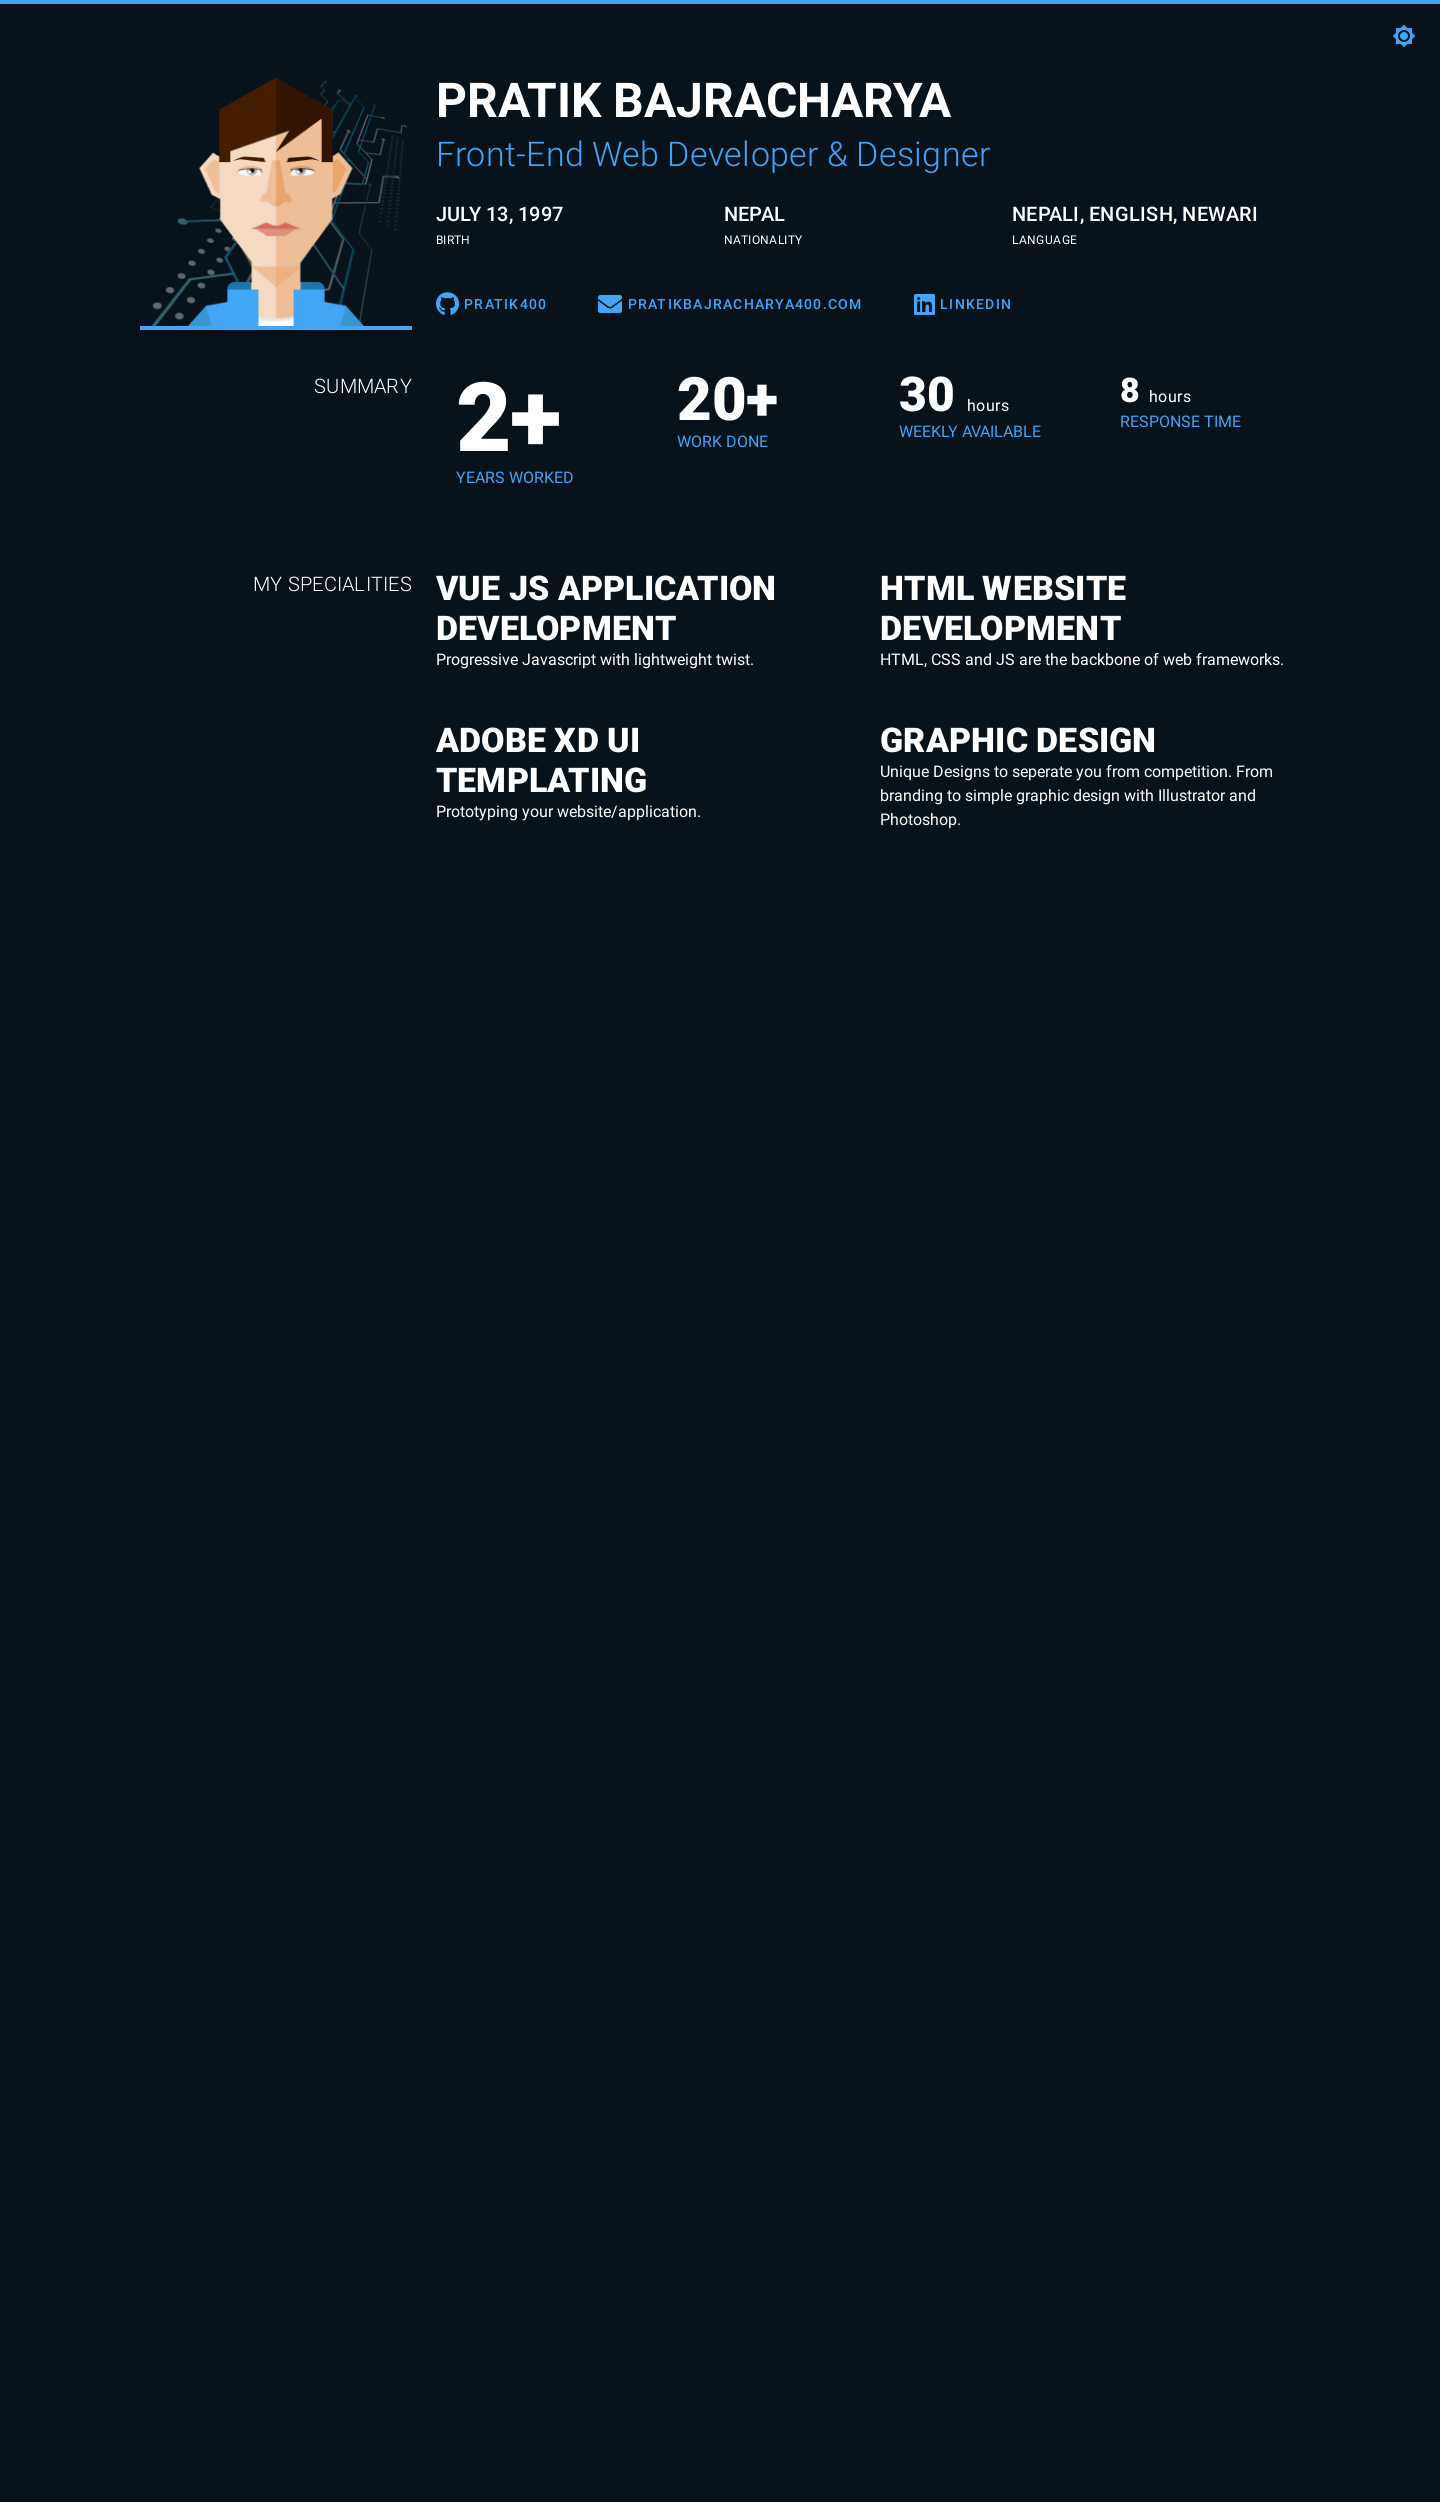 PRATIK BAJRACHARYA
Front-End Web Developer & Designer
JULY 13, 1997
BIRTH
NEPAL
NATIONALITY
NEPALI, ENGLISH, NEWARI
LANGUAGE
PRATIK400
PRATIKBAJRACHARYA400.COM
LINKEDIN
SUMMARY
2+
YEARS WORKED
20+
WORK DONE
30 hours
WEEKLY AVAILABLE
8 hours
RESPONSE TIME
MY SPECIALITIES
VUE JS APPLICATION
DEVELOPMENT
Progressive Javascript with lightweight twist.
HTML WEBSITE
DEVELOPMENT
HTML, CSS and JS are the backbone of web frameworks.
ADOBE XD UI
TEMPLATING
Prototyping your website/application.
GRAPHIC DESIGN
Unique Designs to seperate you from competition. From
branding to simple graphic design with Illustrator and
Photoshop.